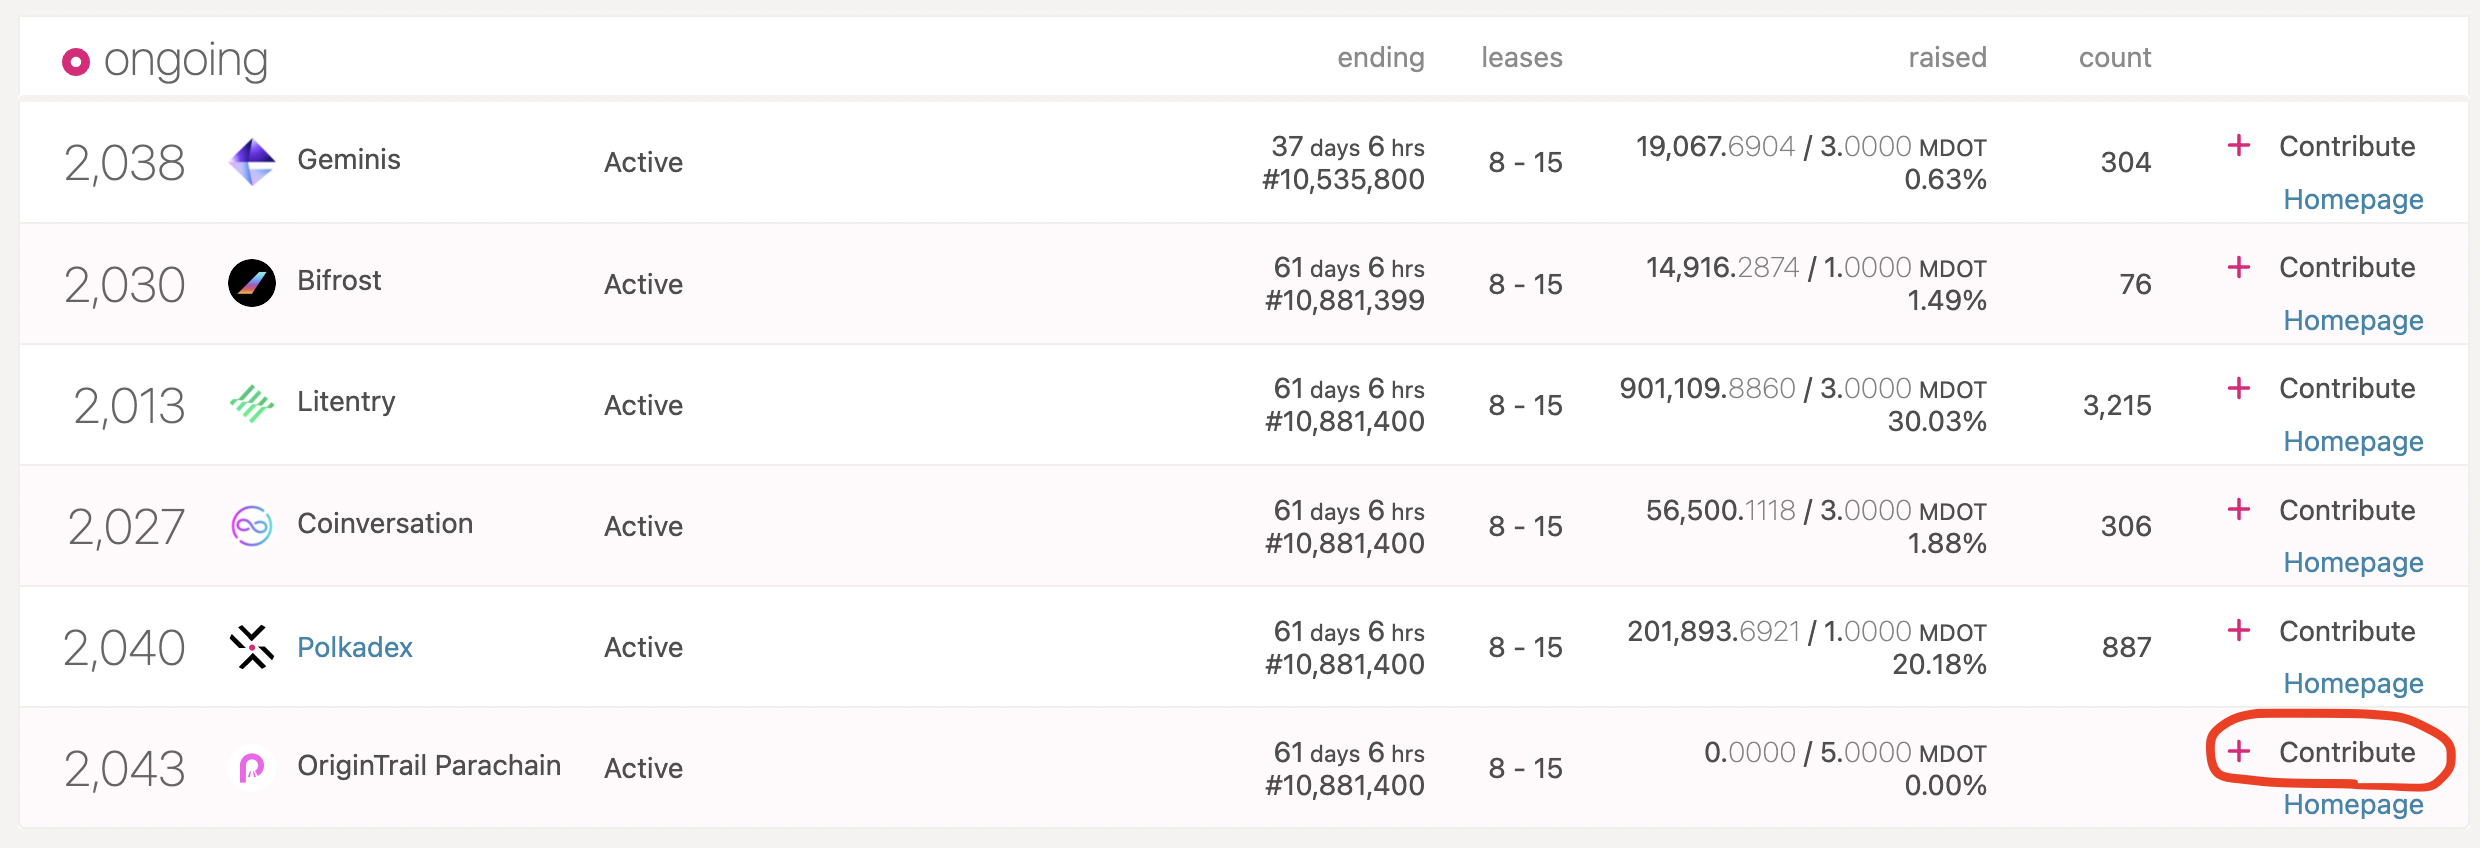 ongoing ending leases raised count
2,038 Geminis Active 37 days 6 hrs 8 - 15 19,067.6904 / 3.0000 MDOT 304 + Contribute
#10,535,800 0.63% Homepage
2,030 Bifrost Active 61 days 6 hrs 8 - 15 14,916.2874 / 1.0000 MDOT 76 + Contribute
#10,881,399 1.49% Homepage
2,013 Litentry Active 61 days 6 hrs 8 - 15 901,109.8860 / 3.0000 MDOT 3,215 + Contribute
#10,881,400 30.03% Homepage
2,027 Coinversation Active 61 days 6 hrs 8 - 15 56,500.1118 / 3.0000 MDOT 306 + Contribute
#10,881,400 1.88% Homepage
2,040 Polkadex Active 61 days 6 hrs 8 - 15 201,893.6921 / 1.0000 MDOT 887 + Contribute
#10,881,400 20.18% Homepage
2,043 OriginTrail Parachain Active 61 days 6 hrs 8 - 15 0.0000 / 5.0000 MDOT + Contribute
#10,881,400 0.00% Homepage